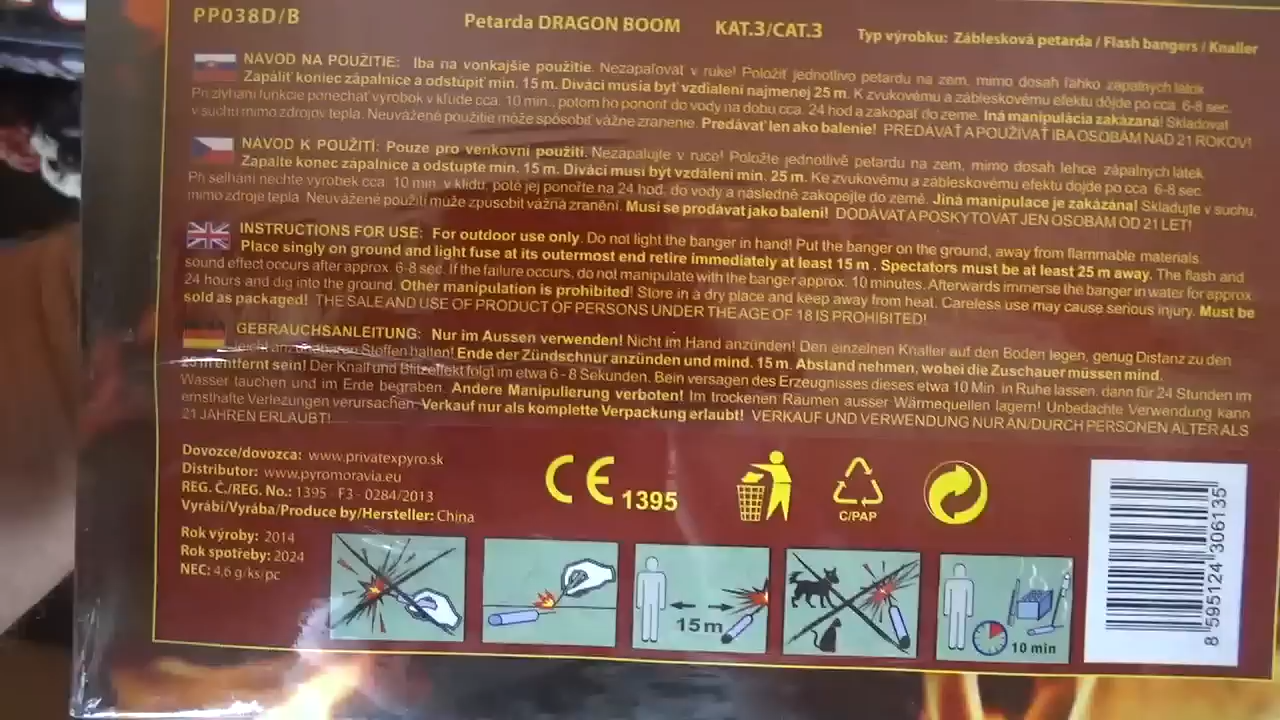 PP038D/B Petarda DRAGON BOOM KAT.3/CAT.3 Typ výrobku: Záblesková petarda / Flash bangers / Knaller
NÁVOD NA POUŽITIE: Iba na vonkajšie použitie. Nezapaľovať v ruke! Položiť jednotlivo petardu na zem, mimo dosah ľahko zápalných látok.
Zapáliť koniec zápalnice a odstúpiť min. 15 m. Diváci musia byť vzdialení najmenej 25 m. K zvukovému a zábleskovému efektu dôjde po cca. 6-8 sec.
Pri zlyhaní funkcie ponechať výrobok v kľude cca. 10 min., potom ho ponoriť do vody na dobu cca. 24 hod a zakopať do zeme. Iná manipulácia zakázaná! Skladovať
v suchu mimo zdrojov tepla. Neuvážené použitie môže spôsobiť vážne zranenie. Predávať len ako balenie! PREDÁVAŤ A POUŽÍVAŤ IBA OSOBÁM NAD 21 ROKOV!
NÁVOD K POUŽITÍ: Pouze pro venkovní použití. Nezapalujte v ruce! Položte jednotlivě petardu na zem, mimo dosah lehce zápalných látek.
Zapalte konec zápalnice a odstupte min. 15 m. Diváci musí být vzdáleni min. 25 m. Ke zvukovému a zábleskovému efektu dojde po cca 6-8 sec.
Při selhání nechte výrobek cca. 10 min. v klidu, poté jej ponořte na 24 hod. do vody a následně zakopejte do země. Jiná manipulace je zakázána! Skladujte v suchu,
mimo zdroje tepla. Neuvážené použití může způsobit vážná zranění. Musí se prodávat jako balení! DODÁVAT A POSKYTOVAT JEN OSOBÁM OD 21 LET!
INSTRUCTIONS FOR USE: For outdoor use only. Do not light the banger in hand! Put the banger on the ground, away from flammable materials.
Place singly on ground and light fuse at its outermost end retire immediately at least 15 m . Spectators must be at least 25 m away. The flash and
sound effect occurs after approx. 6-8 sec. If the failure occurs, do not manipulate with the banger approx. 10 minutes. Afterwards immerse the banger in water for approx.
24 hours and dig into the ground. Other manipulation is prohibited! Store in a dry place and keep away from heat. Careless use may cause serious injury. Must be
sold as packaged! THE SALE AND USE OF PRODUCT OF PERSONS UNDER THE AGE OF 18 IS PROHIBITED!
GEBRAUCHSANLEITUNG: Nur im Aussen verwenden! Nicht im Hand anzünden! Den einzelnen Knaller auf den Boden legen, genug Distanz zu den
leicht anzündbaren Stoffen halten! Ende der Zündschnur anzünden und mind. 15 m. Abstand nehmen, wobei die Zuschauer müssen mind.
25 m entfernt sein! Der Knall und Blitzeffekt folgt im etwa 6 - 8 Sekunden. Bein versagen des Erzeugnisses dieses etwa 10 Min. in Ruhe lassen, dann für 24 Stunden im
Wasser tauchen und im Erde begraben. Andere Manipulierung verboten! Im trockenen Räumen ausser Wärmequellen lagern! Unbedachte Verwendung kann
ernsthafte Verlezungen verursachen. Verkauf nur als komplette Verpackung erlaubt! VERKAUF UND VERWENDUNG NUR AN/DURCH PERSONEN ÄLTER ALS
21 JAHREN ERLAUBT!
Dovozce/dovozca: www.privatexpyro.sk
Distributor: www.pyromoravia.eu
REG. Č./REG. No.: 1395 - F3 - 0284/2013
Vyrábí/Vyrába/Produce by/Hersteller: China
CE 1395
C/PAP
Rok výroby: 2014
Rok spotřeby: 2024
NEC: 4,6 g/ks/pc
15 m
10 min
8 595124 306135